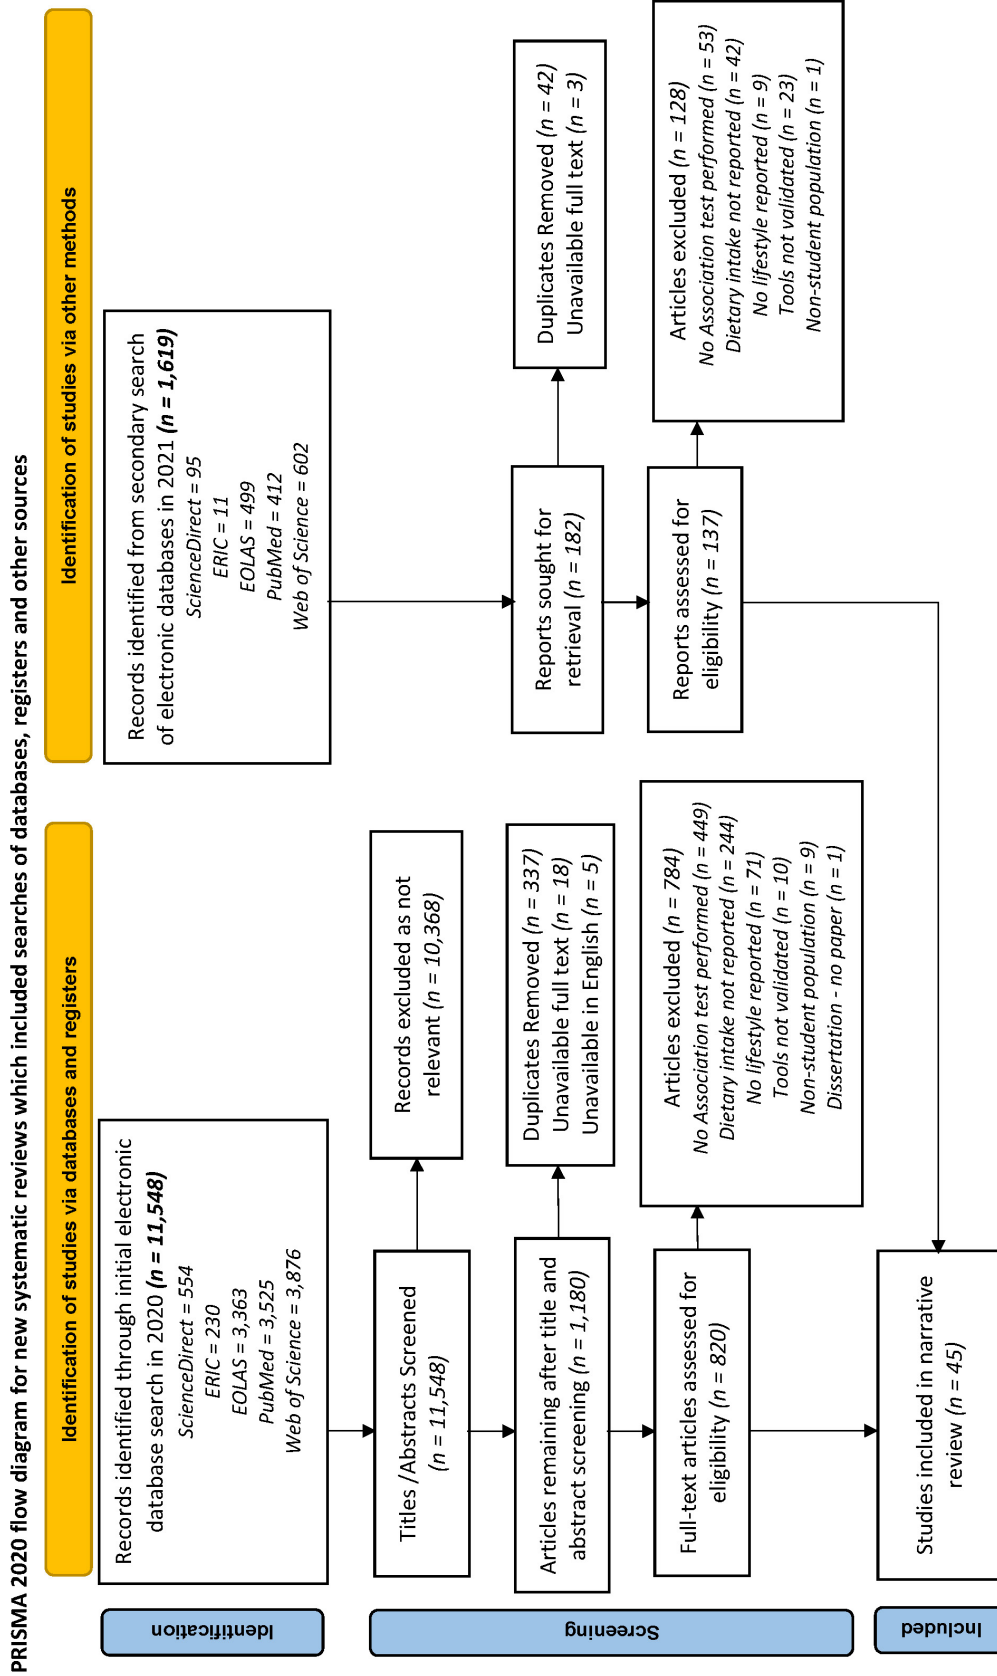 PRISMA 2020 flow diagram for new systematic reviews which included searches of databases, registers and other sources
Identification of studies via databases and registers
Identification of studies via other methods
Identification
Records identified through initial electronic
database search in 2020 (n = 11,548)
ScienceDirect = 554
ERIC = 230
EOLAS = 3,363
PubMed = 3,525
Web of Science = 3,876
Records identified from secondary search
of electronic databases in 2021 (n = 1,619)
ScienceDirect = 95
ERIC = 11
EOLAS = 499
PubMed = 412
Web of Science = 602
Screening
Titles /Abstracts Screened
(n = 11,548)
Records excluded as not
relevant (n = 10,368)
Articles remaining after title and
abstract screening (n = 1,180)
Duplicates Removed (n = 337)
Unavailable full text (n = 18)
Unavailable in English (n = 5)
Reports sought for
retrieval (n = 182)
Duplicates Removed (n = 42)
Unavailable full text (n = 3)
Full-text articles assessed for
eligibility (n = 820)
Articles excluded (n = 784)
No Association test performed (n = 449)
Dietary intake not reported (n = 244)
No lifestyle reported (n = 71)
Tools not validated (n = 10)
Non-student population (n = 9)
Dissertation - no paper (n = 1)
Reports assessed for
eligibility (n = 137)
Articles excluded (n = 128)
No Association test performed (n = 53)
Dietary intake not reported (n = 42)
No lifestyle reported (n = 9)
Tools not validated (n = 23)
Non-student population (n = 1)
Included
Studies included in narrative
review (n = 45)